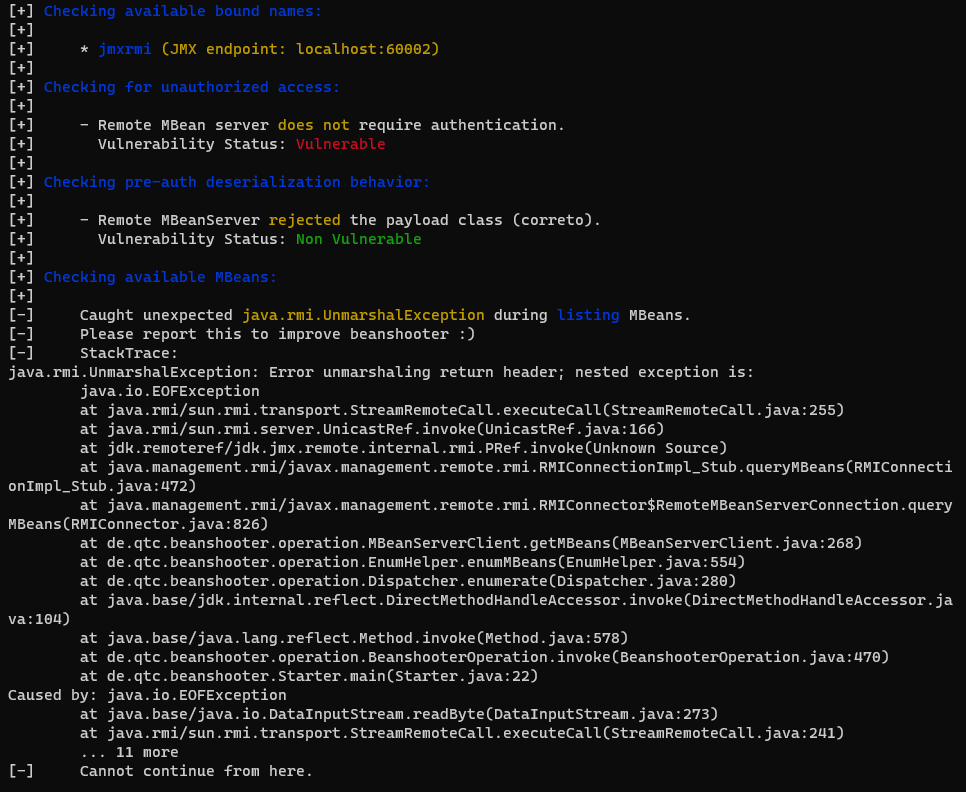 [+] Checking available bound names:
[+]
[+]     * jmxrmi (JMX endpoint: localhost:60002)
[+]
[+] Checking for unauthorized access:
[+]
[+]     - Remote MBean server does not require authentication.
[+]       Vulnerability Status: Vulnerable
[+]
[+] Checking pre-auth deserialization behavior:
[+]
[+]     - Remote MBeanServer rejected the payload class (correto).
[+]       Vulnerability Status: Non Vulnerable
[+]
[+] Checking available MBeans:
[+]
[-]     Caught unexpected java.rmi.UnmarshalException during listing MBeans.
[-]     Please report this to improve beanshooter :)
[-]     StackTrace:
java.rmi.UnmarshalException: Error unmarshaling return header; nested exception is:
        java.io.EOFException
        at java.rmi/sun.rmi.transport.StreamRemoteCall.executeCall(StreamRemoteCall.java:255)
        at java.rmi/sun.rmi.server.UnicastRef.invoke(UnicastRef.java:166)
        at jdk.remoteref/jdk.jmx.remote.internal.rmi.PRef.invoke(Unknown Source)
        at java.management.rmi/javax.management.remote.rmi.RMIConnectionImpl_Stub.queryMBeans(RMIConnecti
onImpl_Stub.java:472)
        at java.management.rmi/javax.management.remote.rmi.RMIConnector$RemoteMBeanServerConnection.query
MBeans(RMIConnector.java:826)
        at de.qtc.beanshooter.operation.MBeanServerClient.getMBeans(MBeanServerClient.java:268)
        at de.qtc.beanshooter.operation.EnumHelper.enumMBeans(EnumHelper.java:554)
        at de.qtc.beanshooter.operation.Dispatcher.enumerate(Dispatcher.java:280)
        at java.base/jdk.internal.reflect.DirectMethodHandleAccessor.invoke(DirectMethodHandleAccessor.ja
va:104)
        at java.base/java.lang.reflect.Method.invoke(Method.java:578)
        at de.qtc.beanshooter.operation.BeanshooterOperation.invoke(BeanshooterOperation.java:470)
        at de.qtc.beanshooter.Starter.main(Starter.java:22)
Caused by: java.io.EOFException
        at java.base/java.io.DataInputStream.readByte(DataInputStream.java:273)
        at java.rmi/sun.rmi.transport.StreamRemoteCall.executeCall(StreamRemoteCall.java:241)
        ... 11 more
[-]     Cannot continue from here.